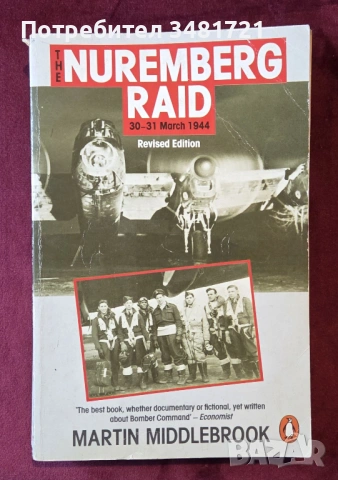 Потребител 3481721
THE
NUREMBERG
RAID
30-31 March 1944
Revised Edition
'The best book, whether documentary or fictional, yet written
about Bomber Command' – Economist
MARTIN MIDDLEBROOK
BAZAR